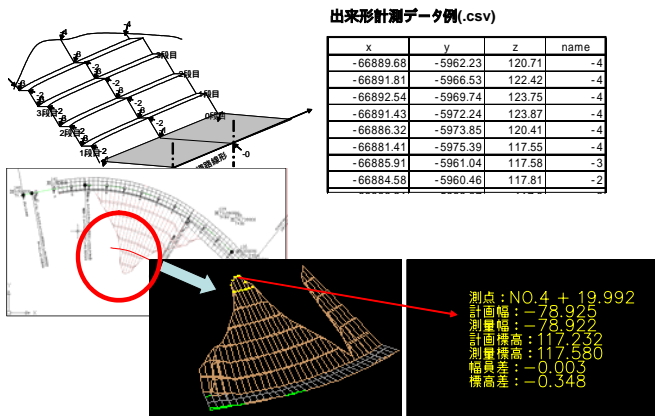 出来形計測データ例(.csv)
x y z name
-66889.68 -5962.23 120.71 -4
-66891.81 -5966.53 122.42 -4
-66892.54 -5969.74 123.75 -4
-66891.43 -5972.24 123.87 -4
-66886.32 -5973.85 120.41 -4
-66881.41 -5975.39 117.55 -4
-66885.91 -5961.04 117.58 -3
-66884.58 -5960.46 117.81 -2
3段目
2段目
1段目
0段目
3段目
2段目
1段目
-0
測点:NO.4 + 19.992
計画幅:-78.925
測量幅:-78.922
計画標高:117.232
測量標高:117.580
幅員差:-0.003
標高差:-0.348